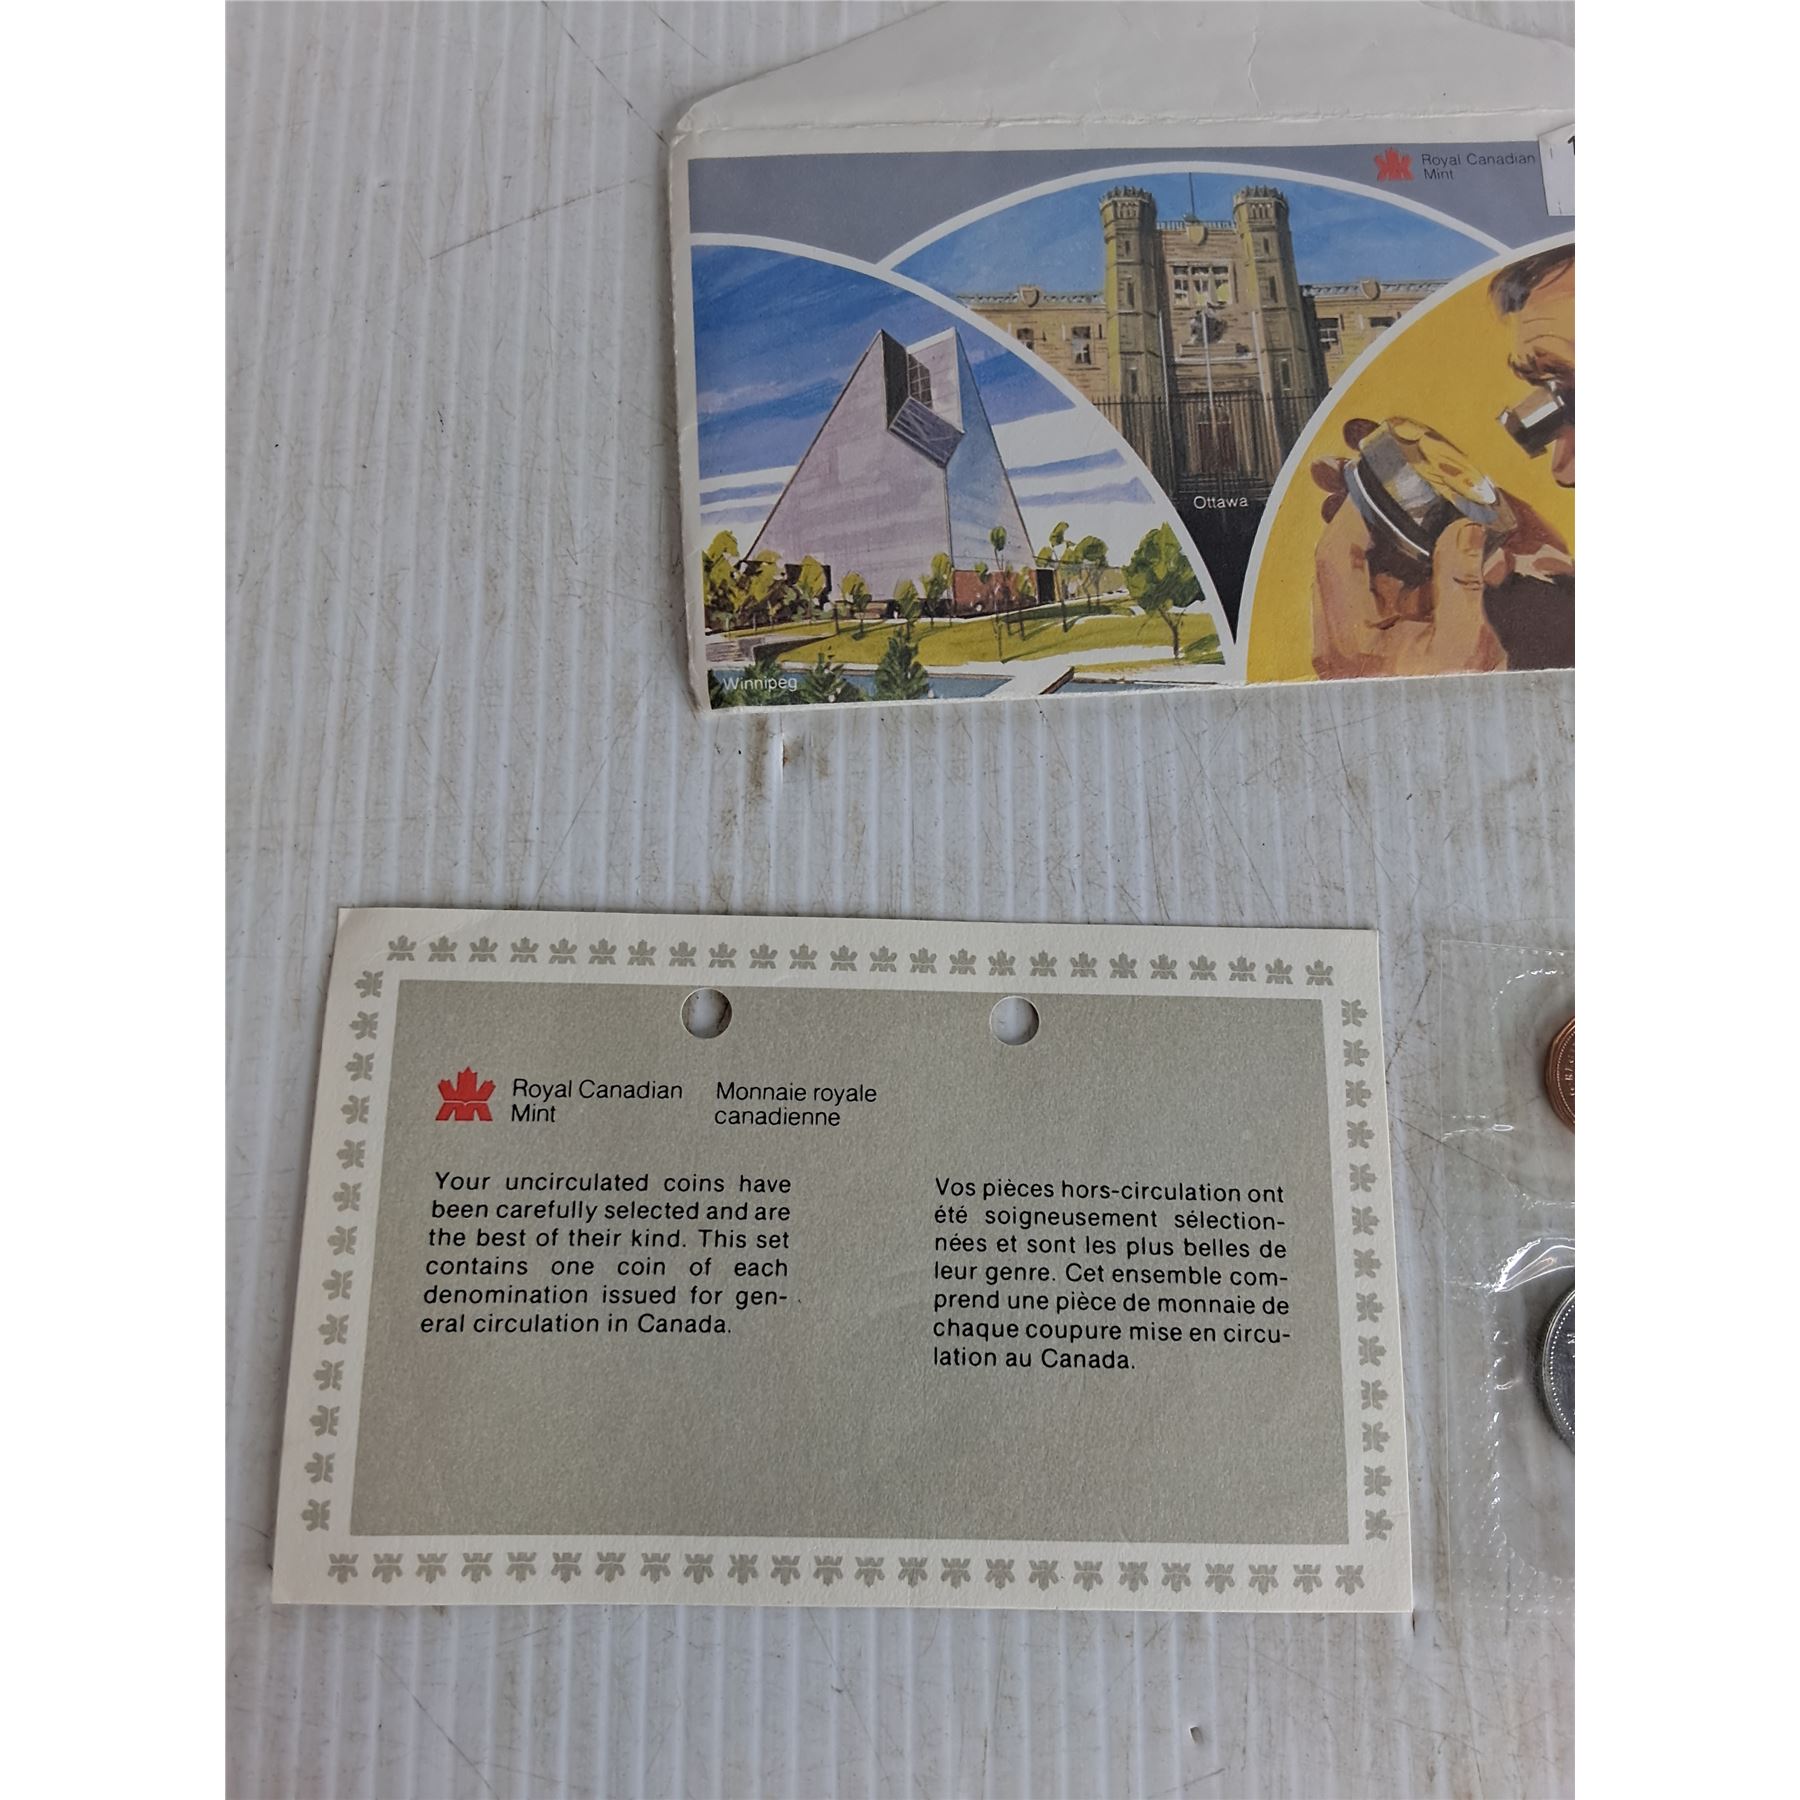 Royal Canadian
Mint
Ottawa
Winnipeg
Royal Canadian
Mint
Monnaie royale
canadienne
Your uncirculated coins have
been carefully selected and are
the best of their kind. This set
contains one coin of each
denomination issued for gen-
eral circulation in Canada.
Vos pièces hors-circulation ont
été soigneusement sélection-
nées et sont les plus belles de
leur genre. Cet ensemble com-
prend une pièce de monnaie de
chaque coupure mise en circu-
lation au Canada.